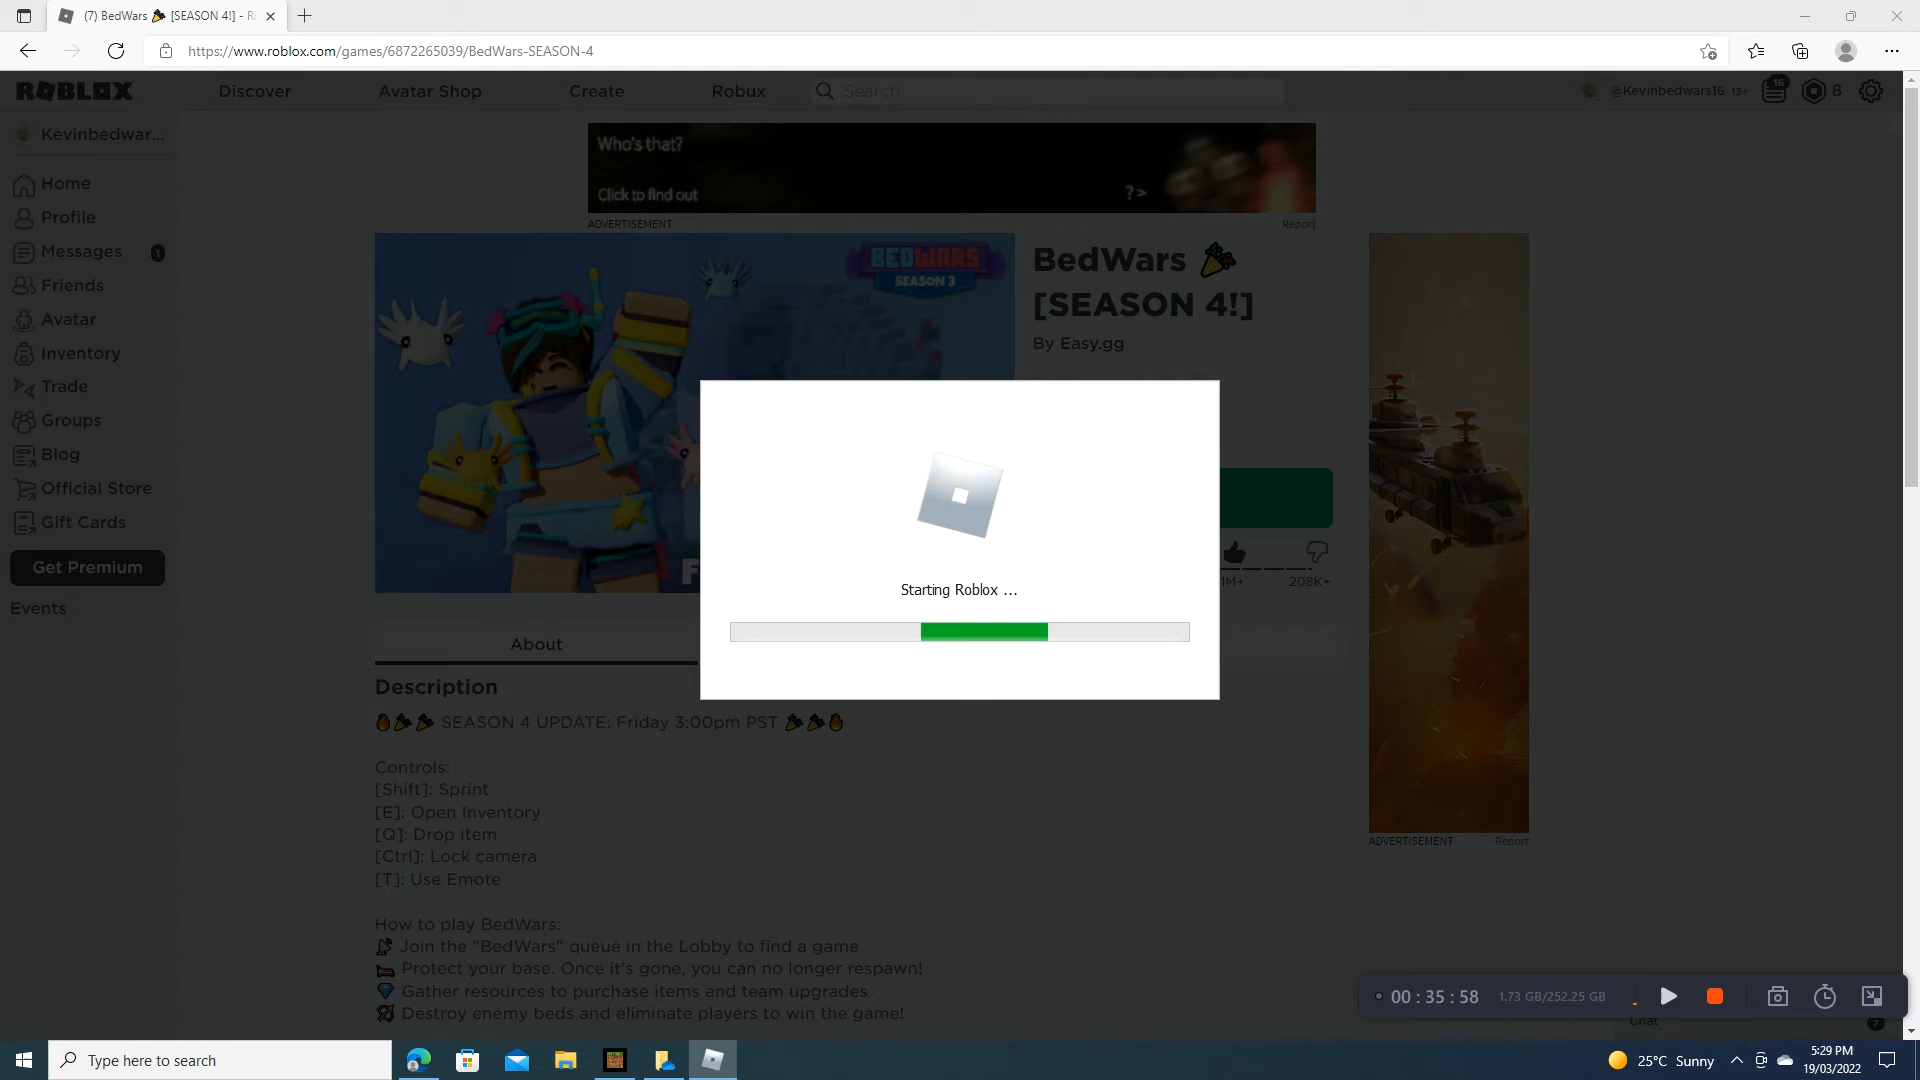 (7) BedWars 🎉 [SEASON 4!] - Ro
https://www.roblox.com/games/6872265039/BedWars-SEASON-4
ROBLOX
Discover
Avatar Shop
Create
Robux
Search
@Kevinbedwars16 13+
16
8
Kevinbedwar...
Home
Profile
Messages
1
Friends
Avatar
Inventory
Trade
Groups
Blog
Official Store
Gift Cards
Get Premium
Events
Who's that?
Click to find out
? >
ADVERTISEMENT
Report
BEDWARS
SEASON 3
F
BedWars 🎉
[SEASON 4!]
By Easy.gg
1M+
208K+
Starting Roblox ...
About
Description
🔥🎉🎉 SEASON 4 UPDATE: Friday 3:00pm PST 🎉🎉🔥
Controls:
[Shift]: Sprint
[E]: Open Inventory
[Q]: Drop item
[Ctrl]: Lock camera
[T]: Use Emote
How to play BedWars:
Join the "BedWars" queue in the Lobby to find a game
🛏️ Protect your base. Once it's gone, you can no longer respawn!
💎 Gather resources to purchase items and team upgrades
Destroy enemy beds and eliminate players to win the game!
ADVERTISEMENT
Report
00 : 35 : 58
1.73 GB/252.25 GB
Chat
7
Type here to search
25°C Sunny
5:29 PM
19/03/2022